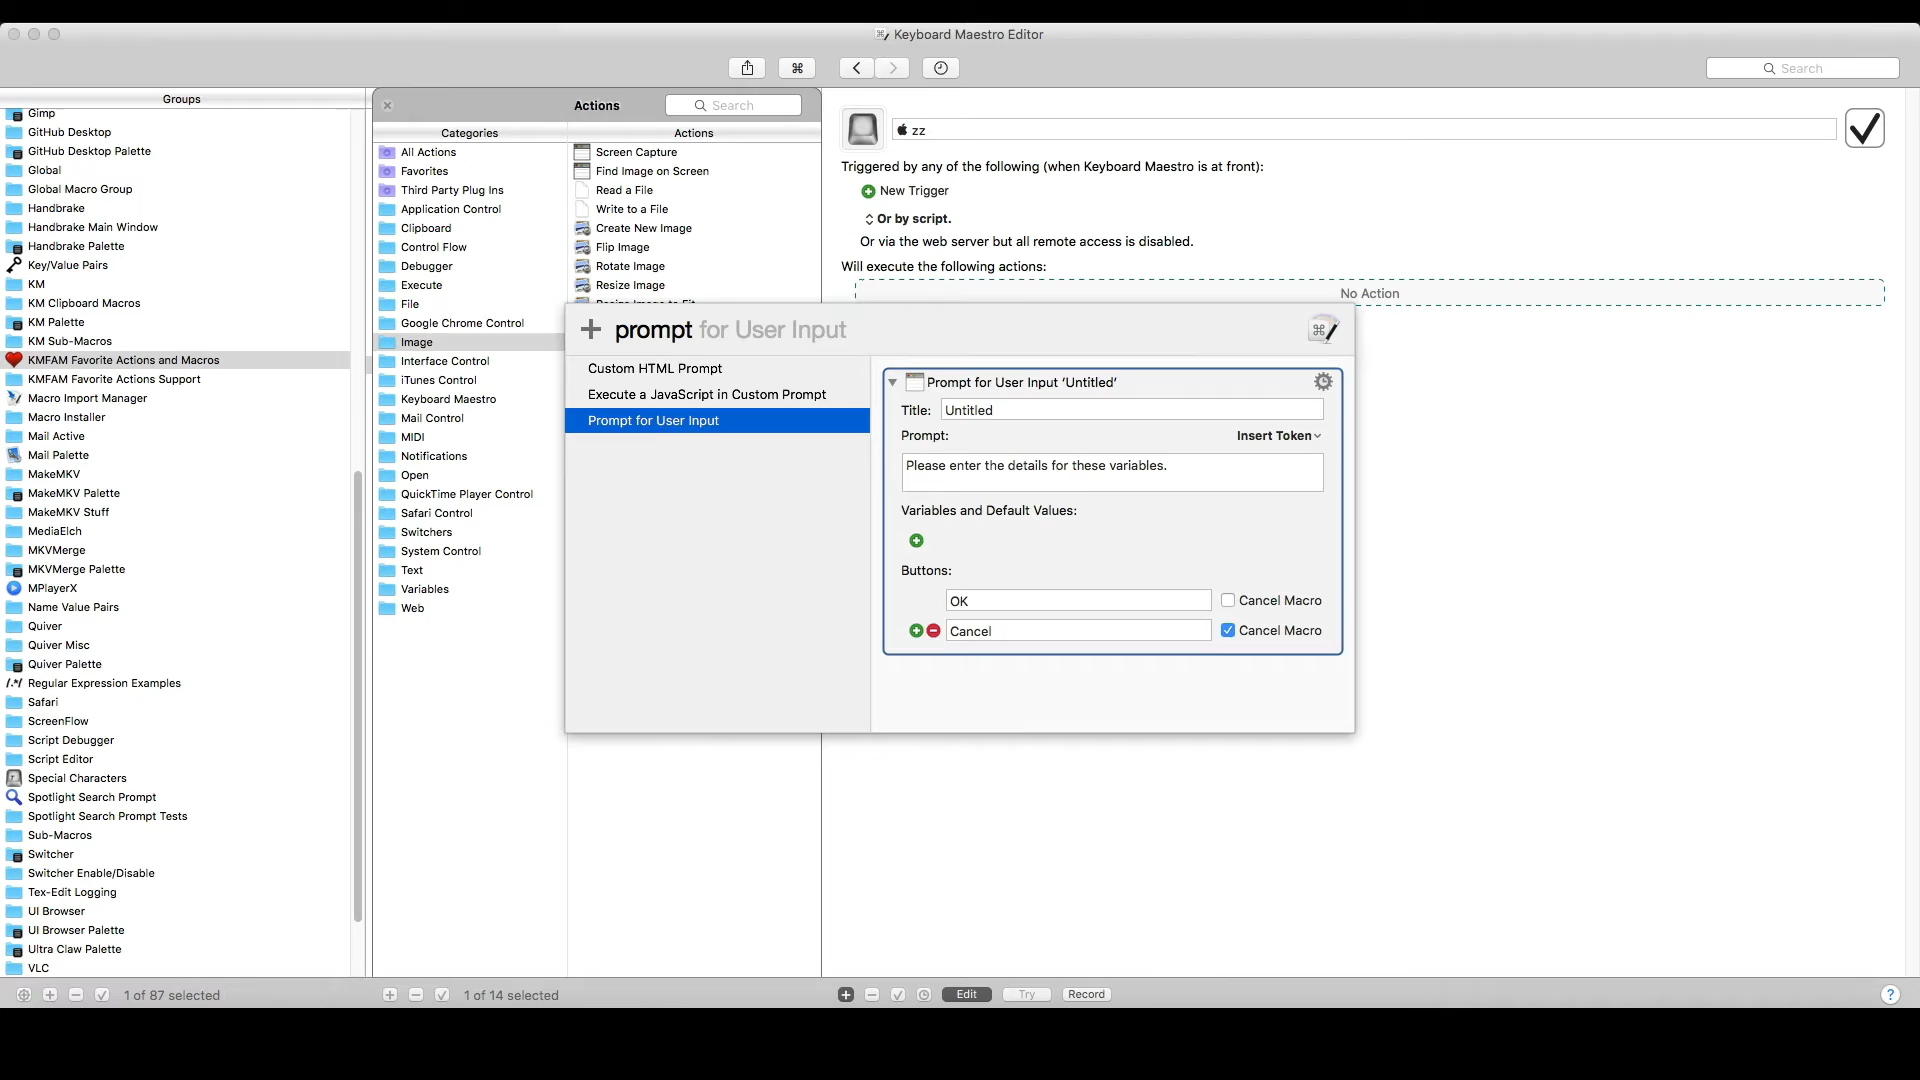 Keyboard Maestro Editor
Search
Groups
Gimp
GitHub Desktop
GitHub Desktop Palette
Global
Global Macro Group
Handbrake
Handbrake Main Window
Handbrake Palette
Key/Value Pairs
KM
KM Clipboard Macros
KM Palette
KM Sub-Macros
KMFAM Favorite Actions and Macros
KMFAM Favorite Actions Support
Macro Import Manager
Macro Installer
Mail Active
Mail Palette
MakeMKV
MakeMKV Palette
MakeMKV Stuff
MediaElch
MKVMerge
MKVMerge Palette
MPlayerX
Name Value Pairs
Quiver
Quiver Misc
Quiver Palette
Regular Expression Examples
Safari
ScreenFlow
Script Debugger
Script Editor
Special Characters
Spotlight Search Prompt
Spotlight Search Prompt Tests
Sub-Macros
Switcher
Switcher Enable/Disable
Tex-Edit Logging
UI Browser
UI Browser Palette
Ultra Claw Palette
VLC
1 of 87 selected
Actions
Search
Categories
All Actions
Favorites
Third Party Plug Ins
Application Control
Clipboard
Control Flow
Debugger
Execute
File
Google Chrome Control
Image
Interface Control
iTunes Control
Keyboard Maestro
Mail Control
MIDI
Notifications
Open
QuickTime Player Control
Safari Control
Switchers
System Control
Text
Variables
Web
Actions
Screen Capture
Find Image on Screen
Read a File
Write to a File
Create New Image
Flip Image
Rotate Image
Resize Image
Resize Image to Fit
1 of 14 selected
zz
Triggered by any of the following (when Keyboard Maestro is at front):
New Trigger
Or by script.
Or via the web server but all remote access is disabled.
Will execute the following actions:
No Action
prompt for User Input
Custom HTML Prompt
Execute a JavaScript in Custom Prompt
Prompt for User Input
Prompt for User Input ‘Untitled’
Title: Untitled
Prompt: Insert Token
Please enter the details for these variables.
Variables and Default Values:
Buttons:
OK Cancel Macro
Cancel Cancel Macro
Edit Try Record ?